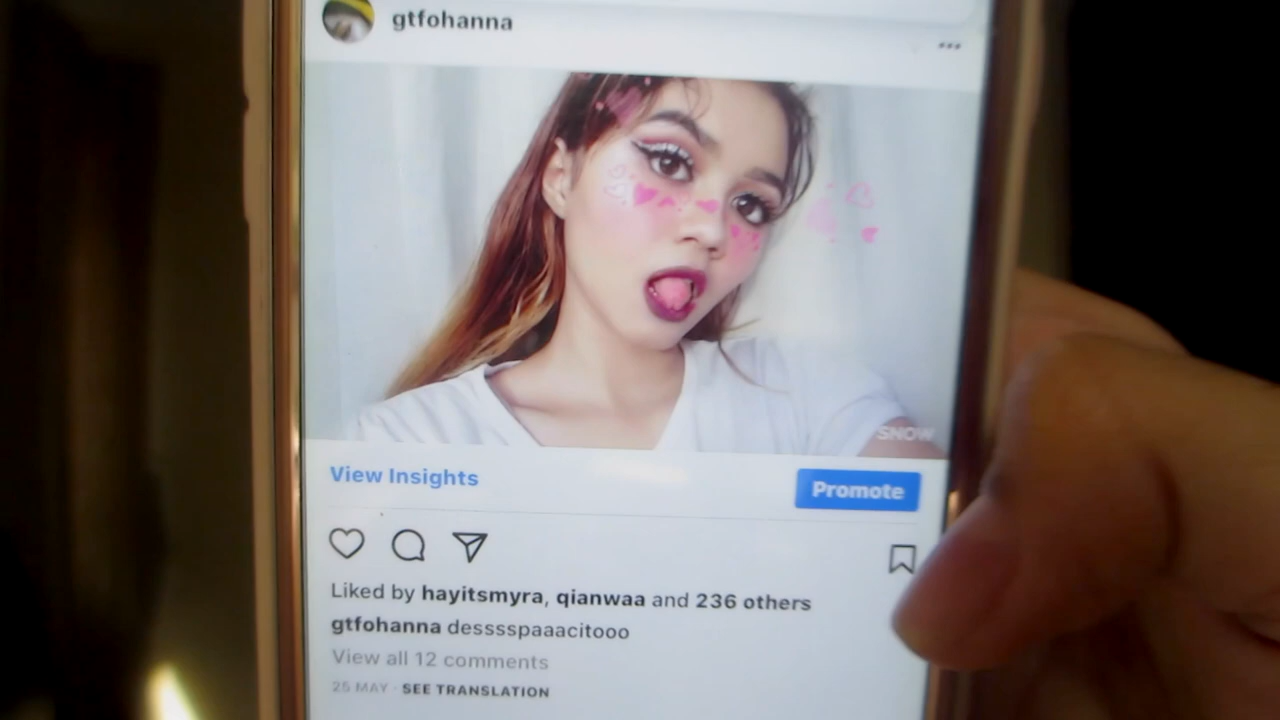 gtfohanna
SNOW
View Insights
Promote
Liked by hayitsmyra, qianwaa and 236 others
gtfohanna desssspaaacitooo
View all 12 comments
25 MAY · SEE TRANSLATION